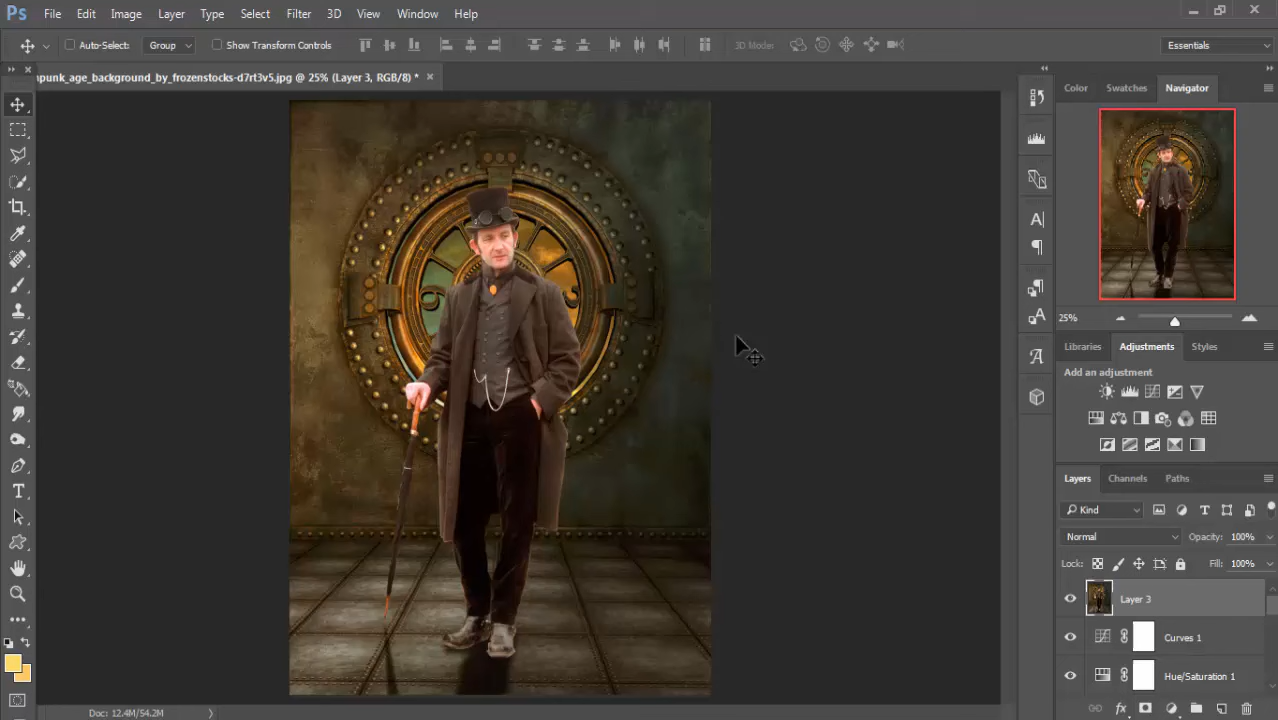 Ps File Edit Image Layer Type Select Filter 3D View Window Help
Auto-Select: Group Show Transform Controls 3D Mode: Essentials
npunk_age_background_by_frozenstocks-d7rt3v5.jpg @ 25% (Layer 3, RGB/8) *
Color Swatches Navigator
25%
Libraries Adjustments Styles
Add an adjustment
Layers Channels Paths
Kind
Normal Opacity: 100%
Lock: Fill: 100%
Layer 3
Curves 1
Hue/Saturation 1
fx
Doc: 12.4M/54.2M